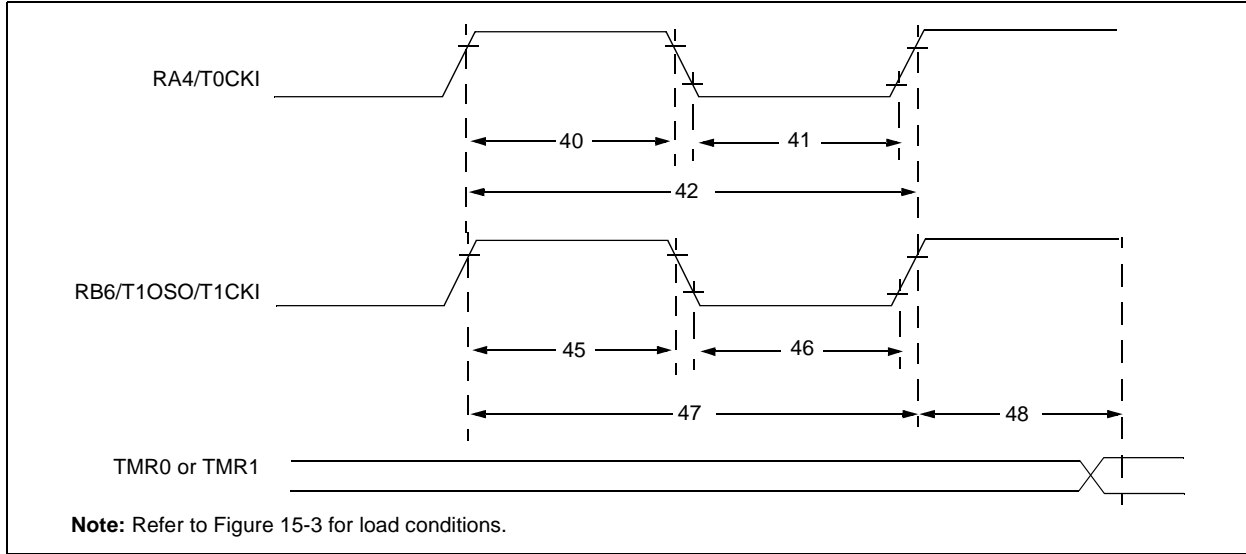 RA4/T0CKI
40
41
42
RB6/T1OSO/T1CKI
45
46
47
48
TMR0 or TMR1
Note: Refer to Figure 15-3 for load conditions.